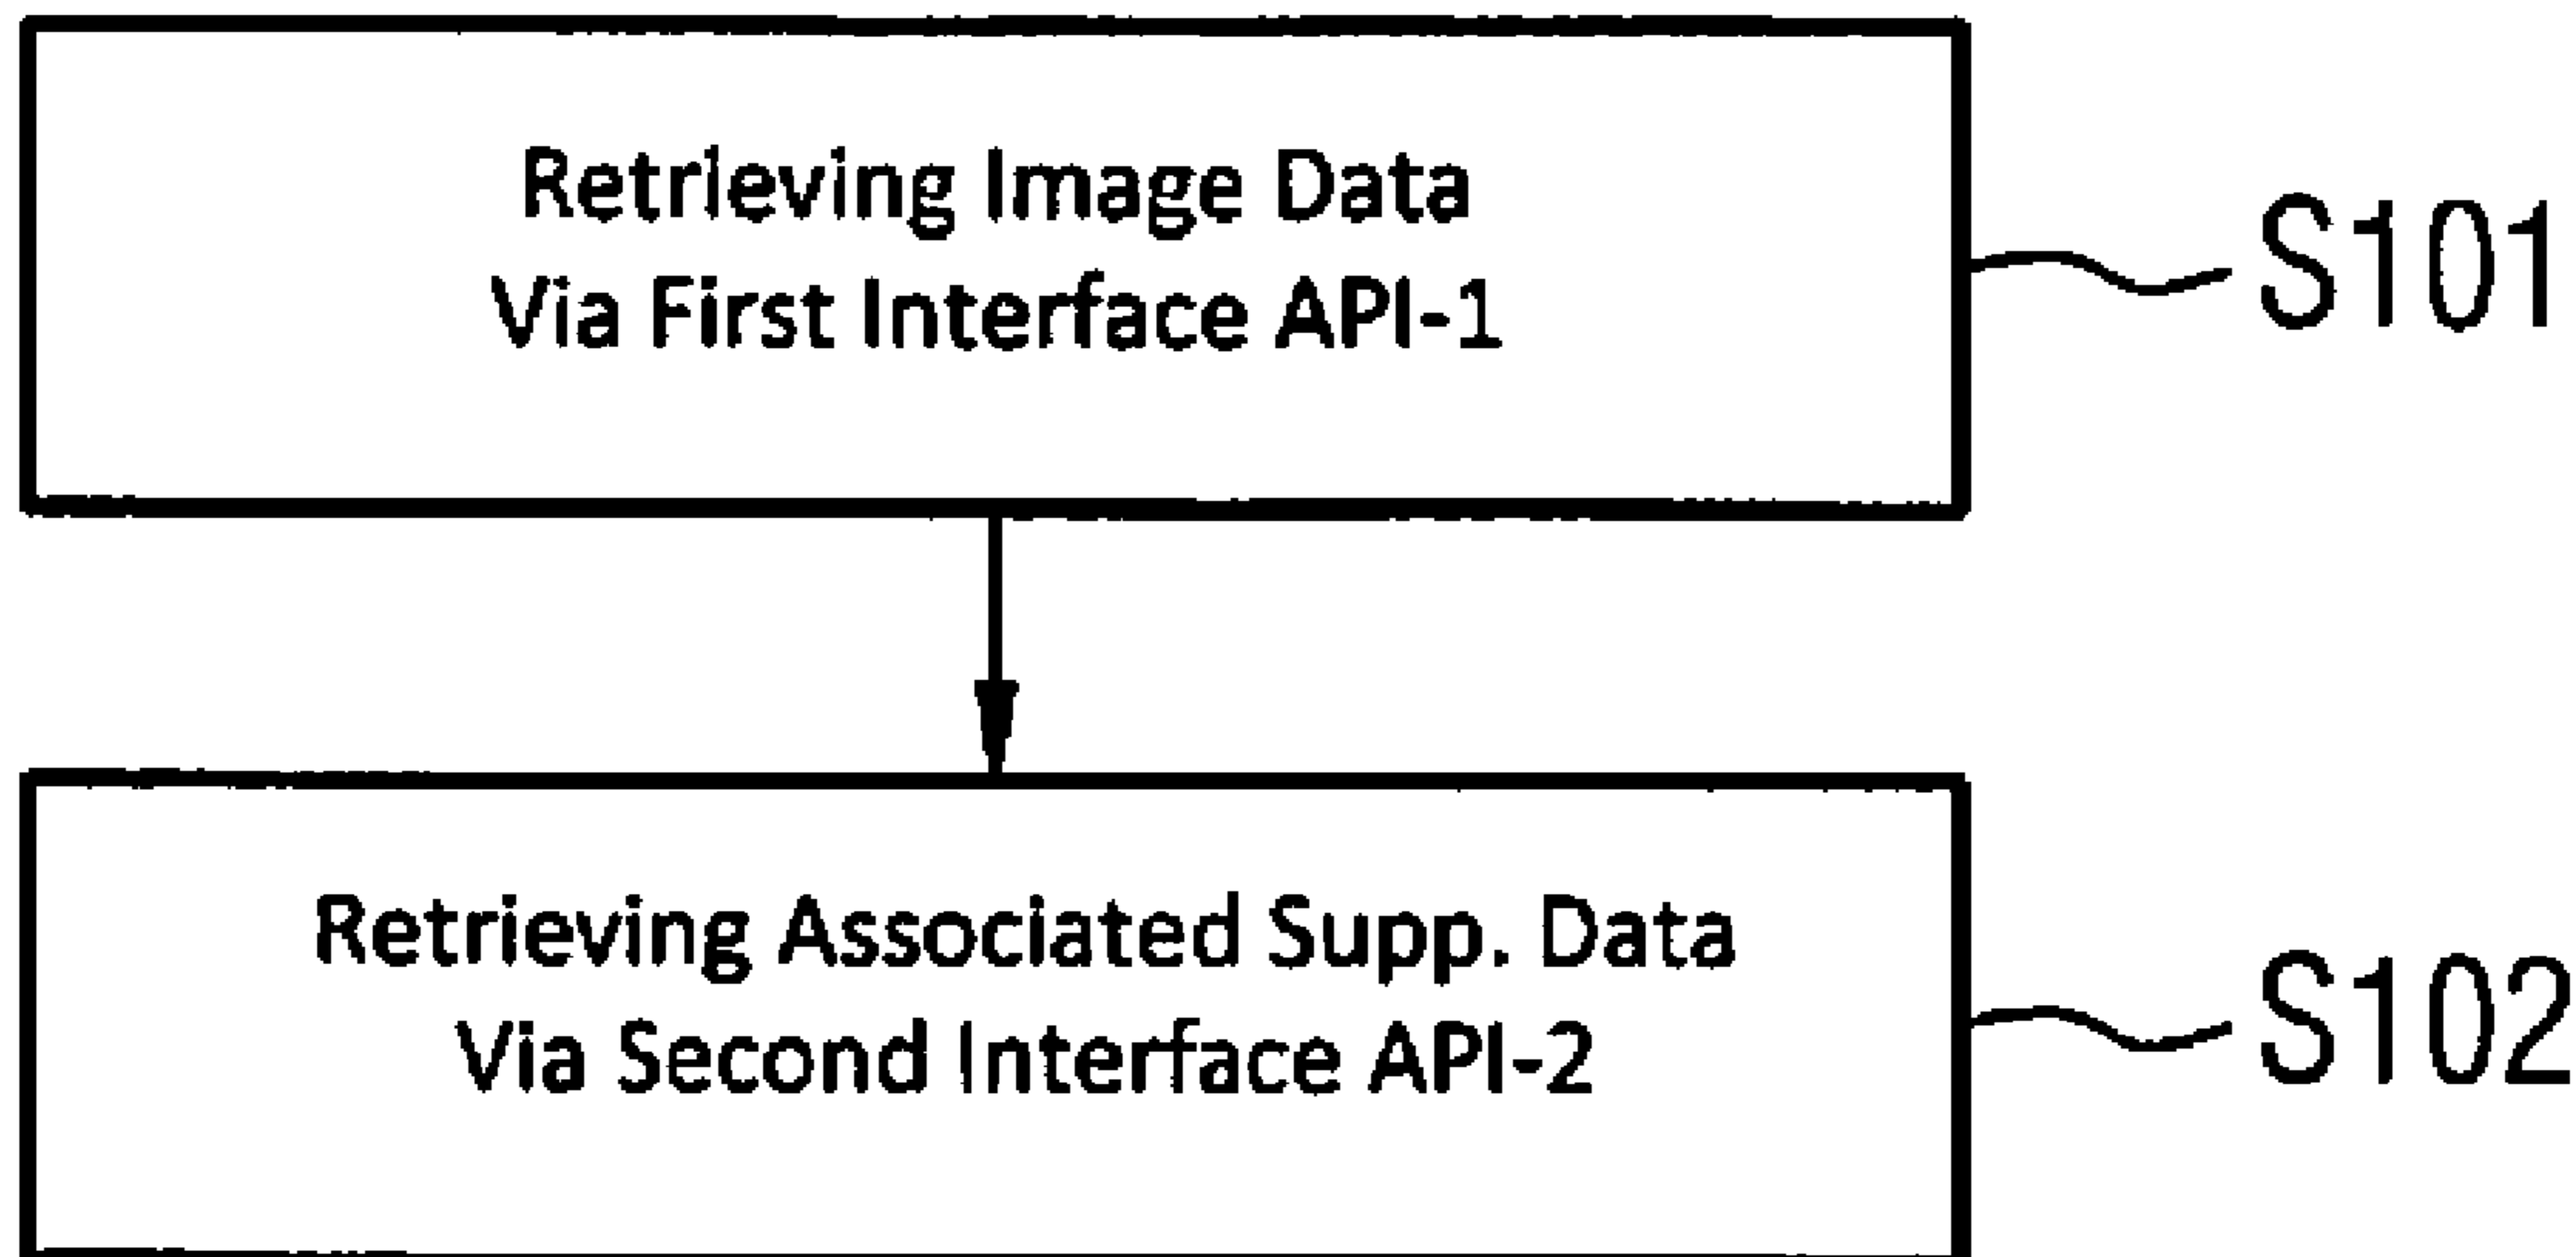 Retrieving Image Data
Via First Interface API-1
S101
Retrieving Associated Supp. Data
Via Second Interface API-2
S102